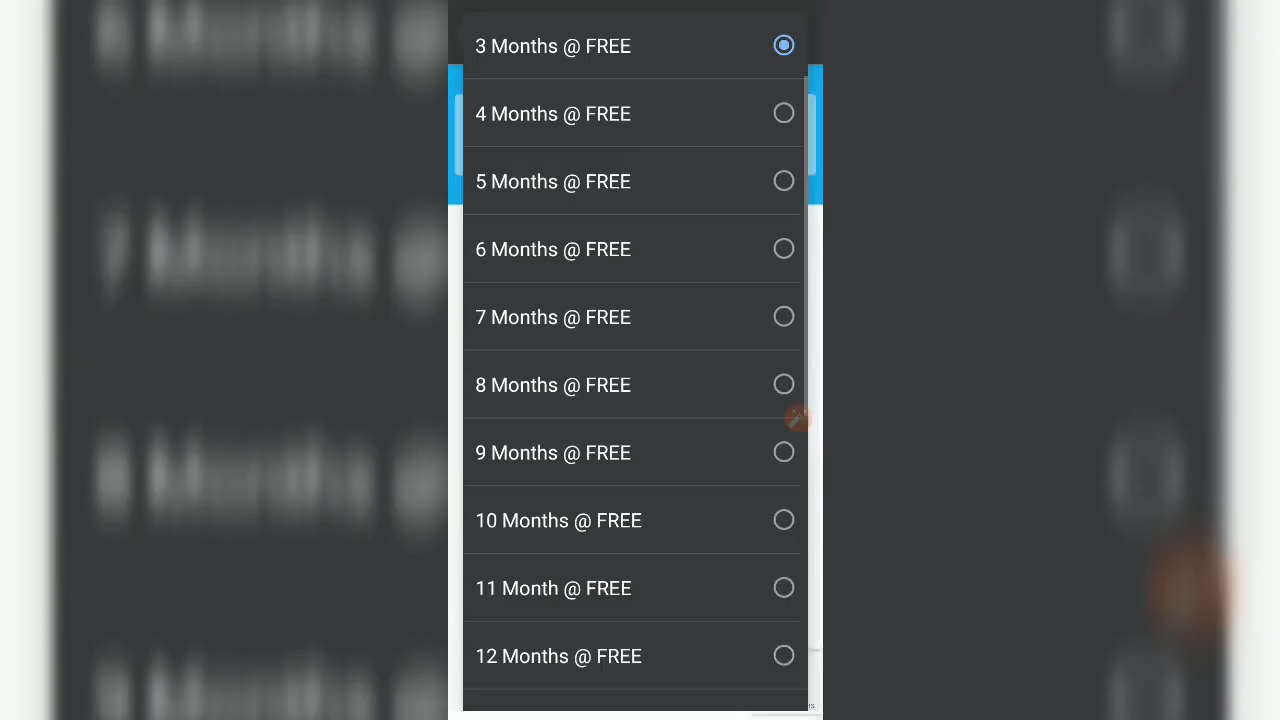 3 Months @ FREE
4 Months @ FREE
5 Months @ FREE
6 Months @ FREE
7 Months @ FREE
8 Months @ FREE
9 Months @ FREE
10 Months @ FREE
11 Month @ FREE
12 Months @ FREE